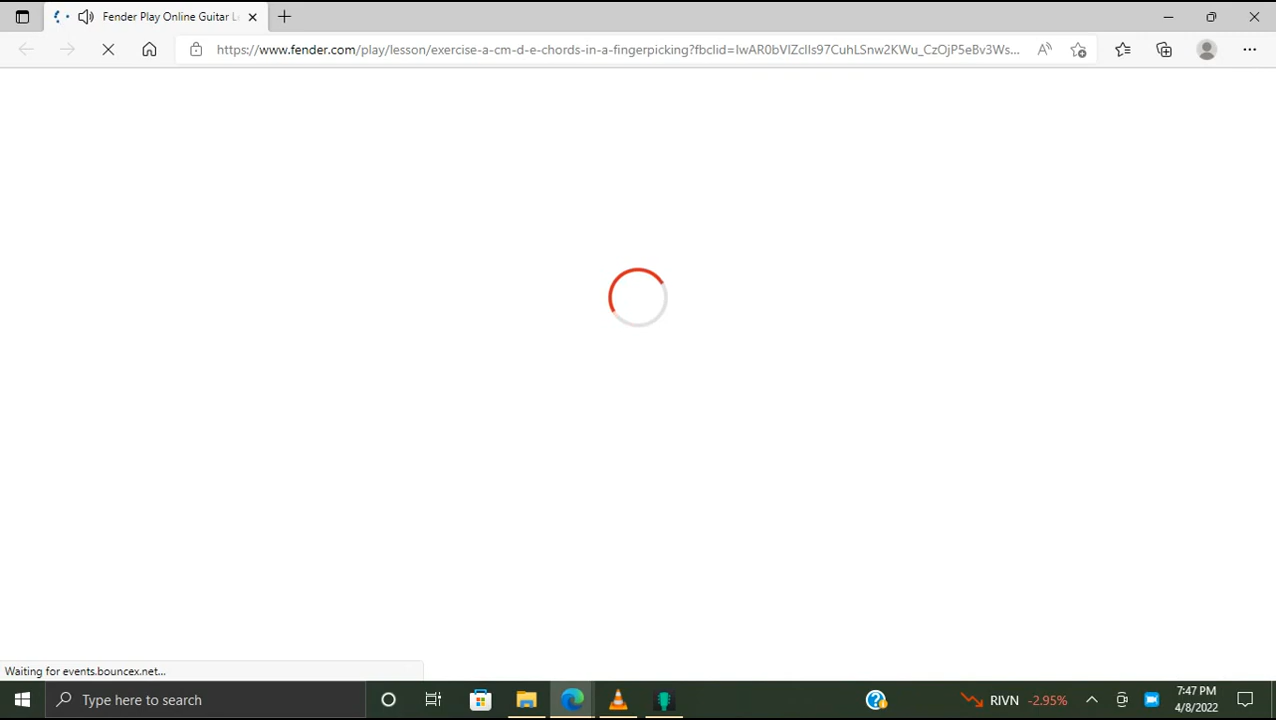 Fender Play Online Guitar L
https://www.fender.com/play/lesson/exercise-a-cm-d-e-chords-in-a-fingerpicking?fbclid=IwAR0bVlZclIs97CuhLSnw2KWu_CzOjP5eBv3Ws...
Waiting for events.bouncex.net...
Type here to search
RIVN -2.95%
7:47 PM
4/8/2022